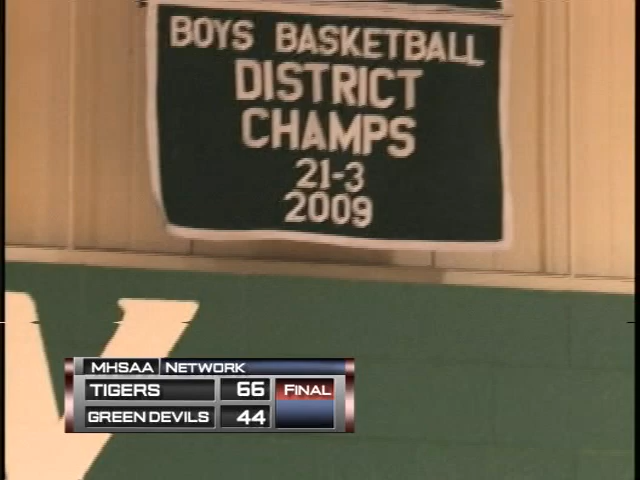 BOYS BASKETBALL
DISTRICT
CHAMPS
21-3
2009
MHSAA NETWORK
TIGERS 66 FINAL
GREEN DEVILS 44